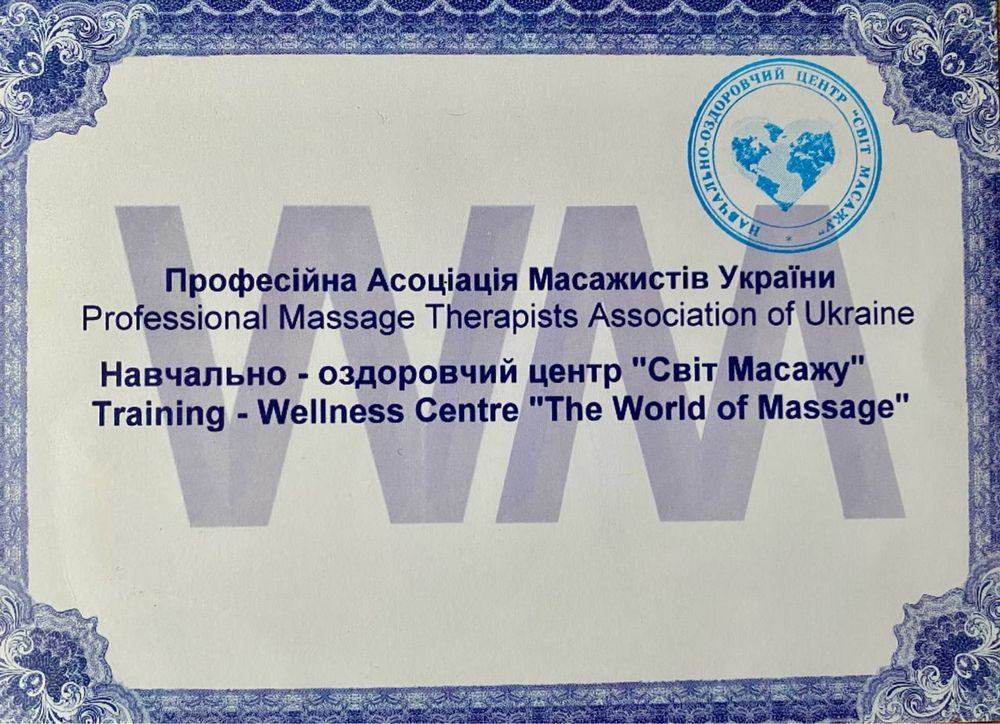 НАВЧАЛЬНО-ОЗДОРОВЧИЙ ЦЕНТР "СВІТ МАСАЖУ" *
WM
Професійна Асоціація Масажистів України
Professional Massage Therapists Association of Ukraine
Навчально - оздоровчий центр "Світ Масажу"
Training - Wellness Centre "The World of Massage"